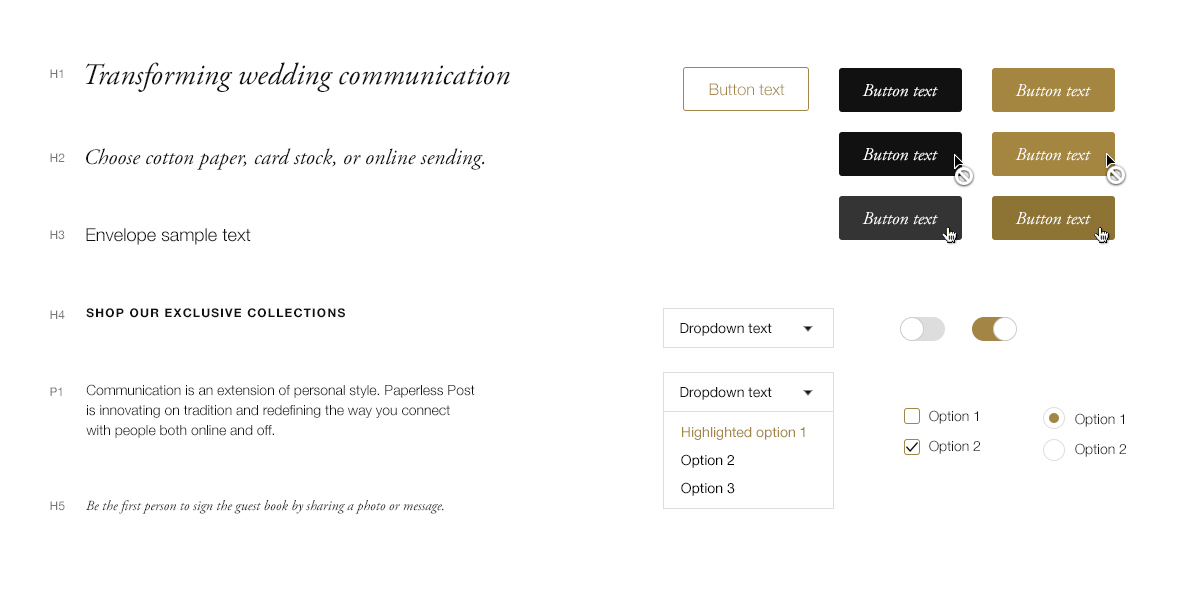 H1
Transforming wedding communication
H2
Choose cotton paper, card stock, or online sending.
H3
Envelope sample text
H4
SHOP OUR EXCLUSIVE COLLECTIONS
P1
Communication is an extension of personal style. Paperless Post
is innovating on tradition and redefining the way you connect
with people both online and off.
H5
Be the first person to sign the guest book by sharing a photo or message.
Button text
Button text
Button text
Button text
Button text
Button text
Button text
Dropdown text
Dropdown text
Highlighted option 1
Option 2
Option 3
Option 1
Option 2
Option 1
Option 2